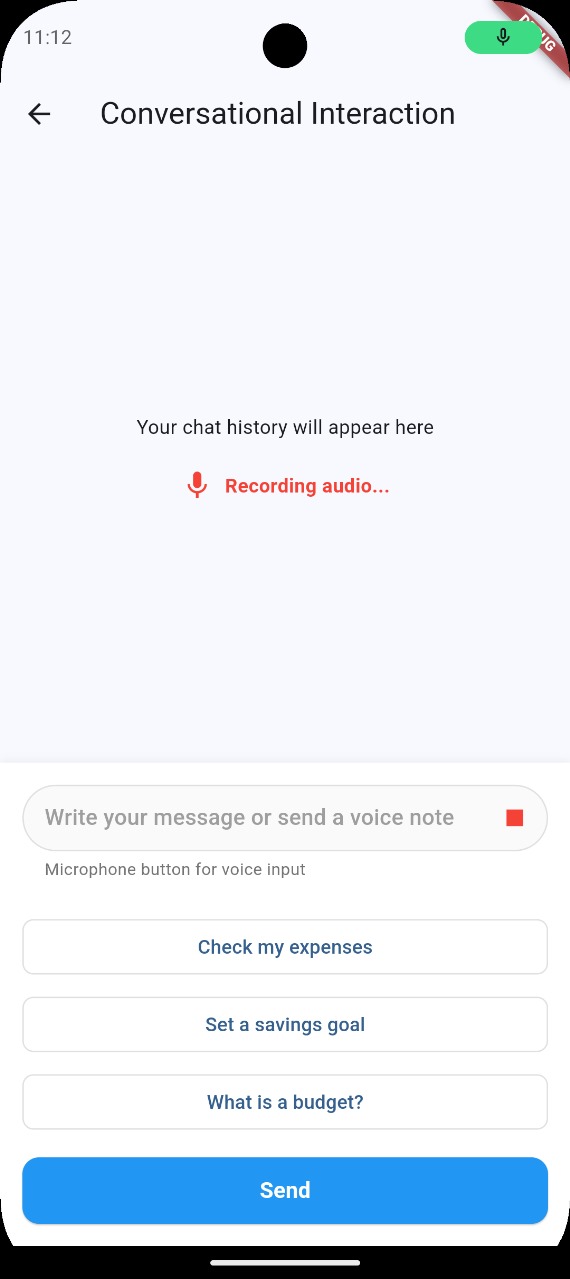 11:12
Conversational Interaction
Your chat history will appear here
Recording audio...
Write your message or send a voice note
Microphone button for voice input
Check my expenses
Set a savings goal
What is a budget?
Send